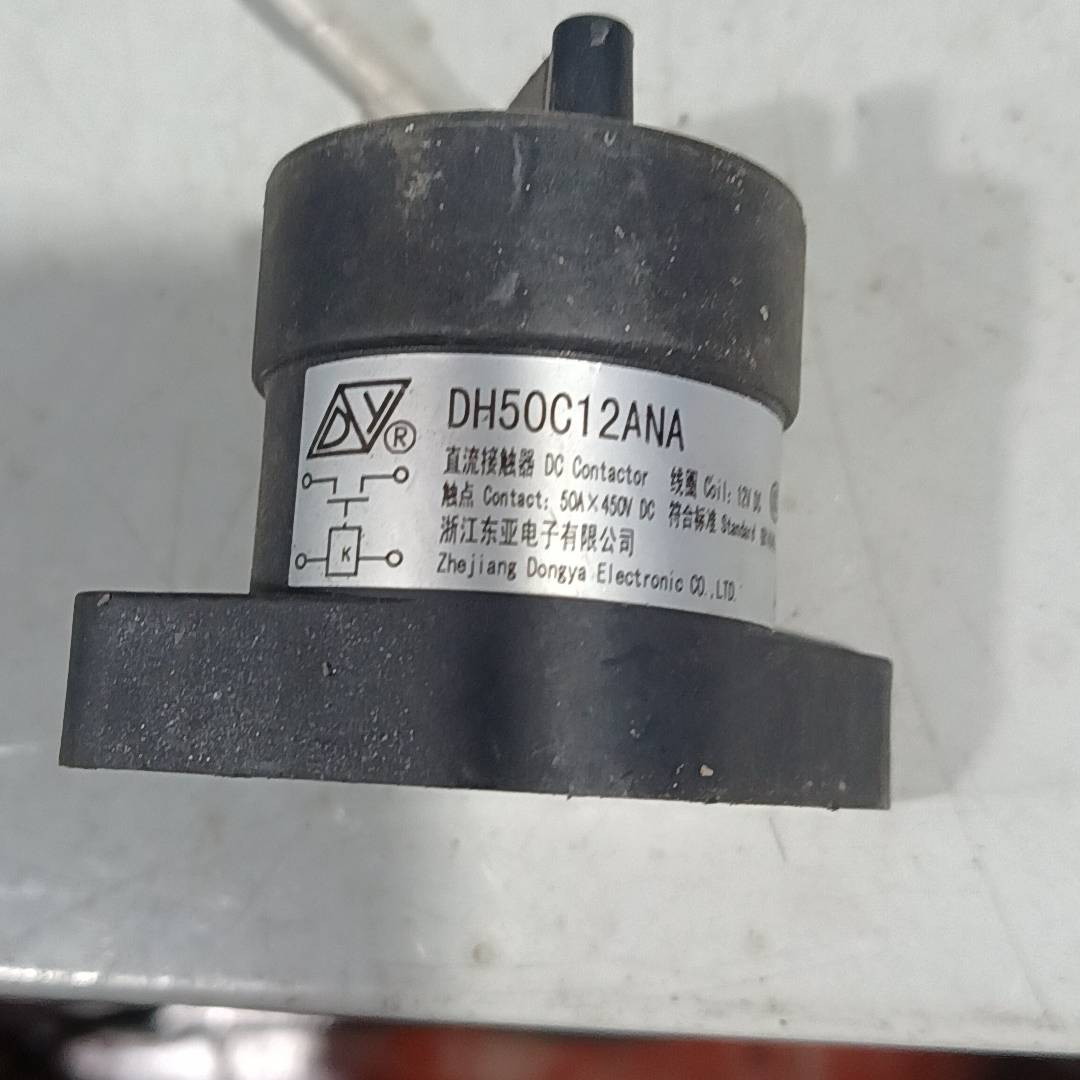 DY®
DH50C12ANA
直流接触器 DC Contactor 线圈 Coil: 12V DC
触点 Contact: 50A×450V DC 符合标准 Standard
浙江东亚电子有限公司
Zhejiang Dongya Electronic CO.,LTD.
K